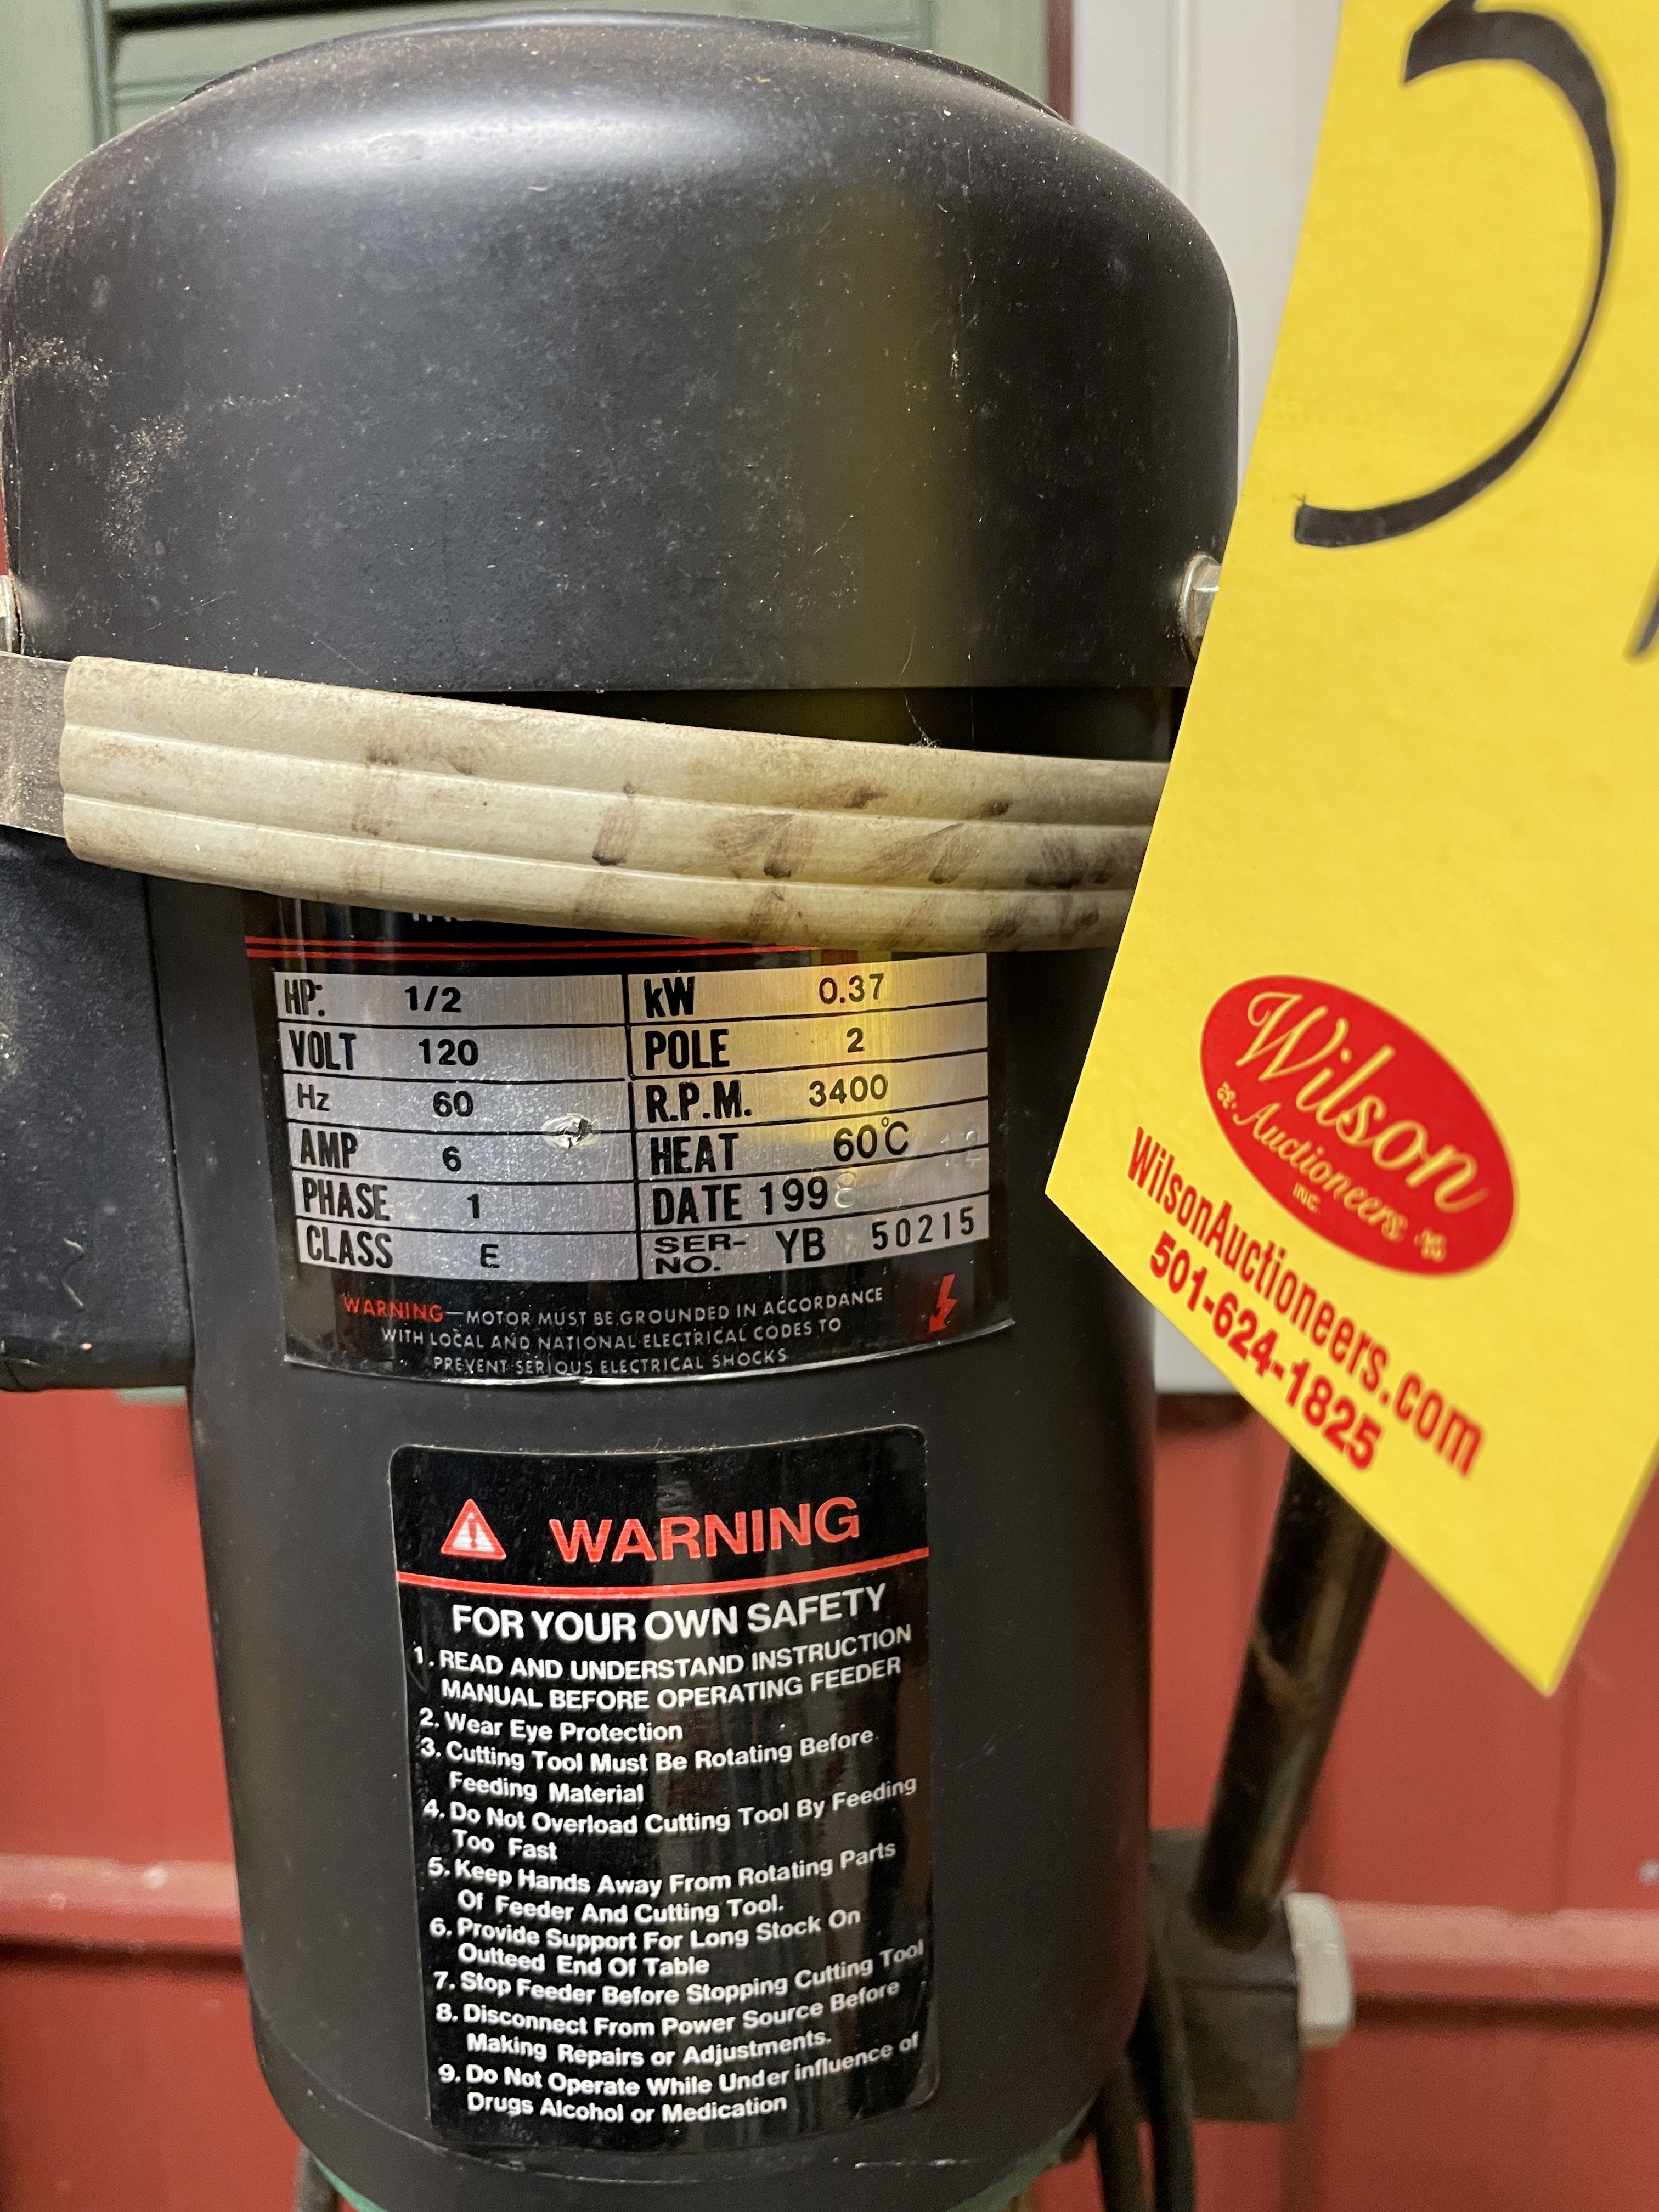 HP: 1/2 kW 0.37
VOLT 120 POLE 2
Hz 60 R.P.M. 3400
AMP 6 HEAT 60°C
PHASE 1 DATE 1998 12
CLASS E SER-NO. YB 50215
WARNING—MOTOR MUST BE GROUNDED IN ACCORDANCE
WITH LOCAL AND NATIONAL ELECTRICAL CODES TO
PREVENT SERIOUS ELECTRICAL SHOCKS
WARNING
FOR YOUR OWN SAFETY
1. READ AND UNDERSTAND INSTRUCTION
MANUAL BEFORE OPERATING FEEDER
2. Wear Eye Protection
3. Cutting Tool Must Be Rotating Before
Feeding Material
4. Do Not Overload Cutting Tool By Feeding
Too Fast
5. Keep Hands Away From Rotating Parts
Of Feeder And Cutting Tool.
6. Provide Support For Long Stock On
Outteed End Of Table
7. Stop Feeder Before Stopping Cutting Tool
8. Disconnect From Power Source Before
Making Repairs or Adjustments.
9. Do Not Operate While Under influence of
Drugs Alcohol or Medication
Wilson
Auctioneers
INC.
WilsonAuctioneers.com
501-624-1825